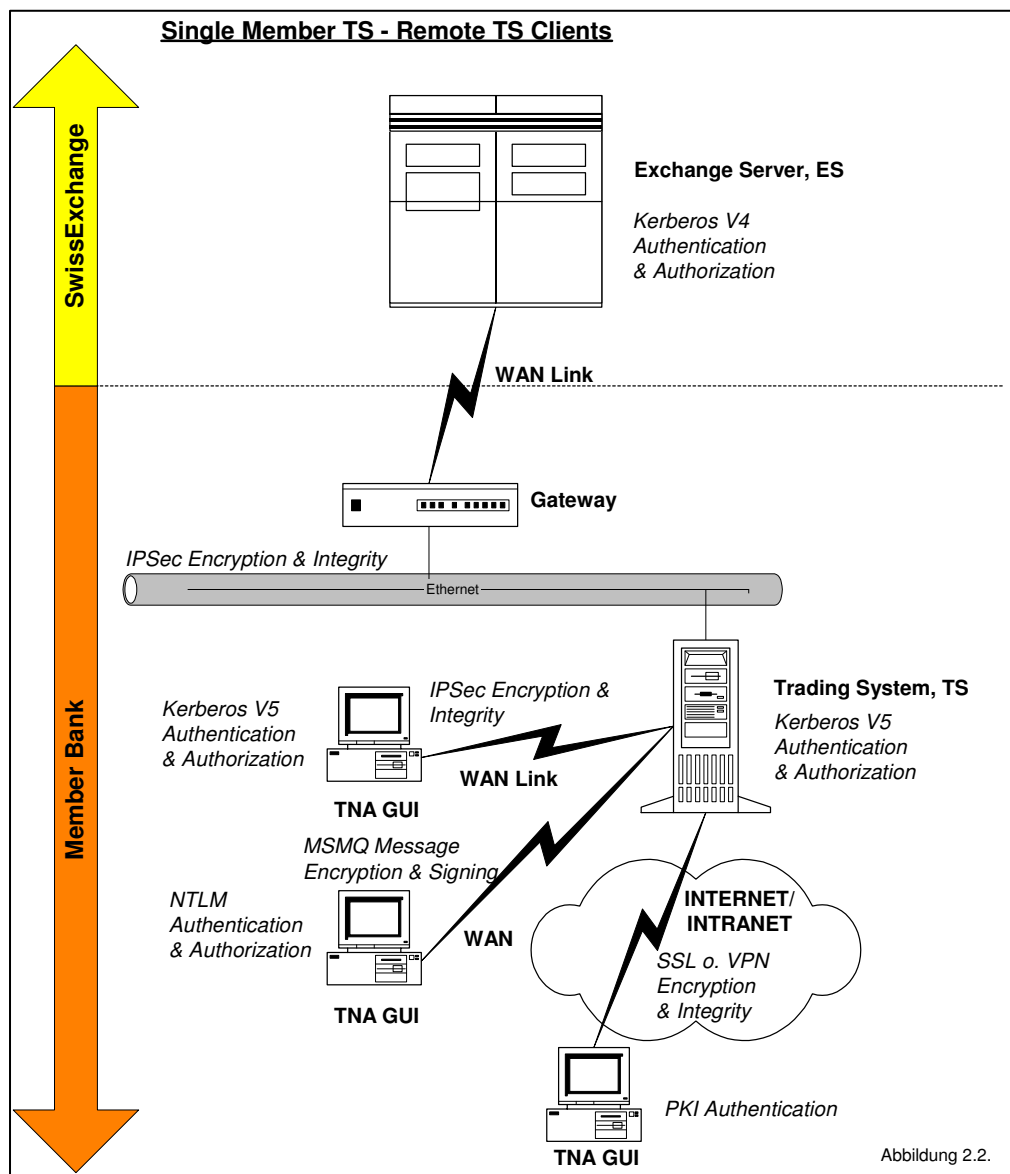 Single Member TS - Remote TS Clients
SwissExchange
Exchange Server, ES
Kerberos V4
Authentication
& Authorization
WAN Link
Gateway
IPSec Encryption & Integrity
Ethernet
Member Bank
Kerberos V5
Authentication
& Authorization
IPSec Encryption &
Integrity
WAN Link
TNA GUI
Trading System, TS
Kerberos V5
Authentication
& Authorization
MSMQ Message
Encryption & Signing
NTLM
Authentication
& Authorization
WAN
TNA GUI
INTERNET/
INTRANET
SSL o. VPN
Encryption
& Integrity
PKI Authentication
TNA GUI
Abbildung 2.2.